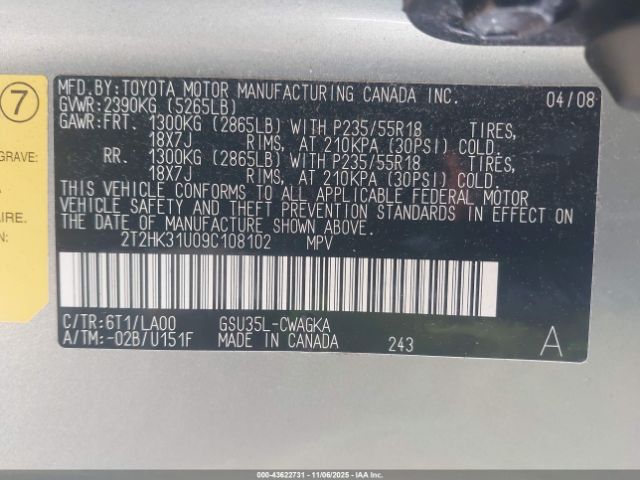 7
GRAVE:
AIRE.
MFD.BY:TOYOTA MOTOR MANUFACTURING CANADA INC. 04/08
GVWR:2390KG (5265LB)
GAWR:FRT. 1300KG (2865LB) WITH P235/55R18 TIRES,
18X7J RIMS, AT 210KPA (30PSI) COLD.
RR. 1300KG (2865LB) WITH P235/55R18 TIRES,
18X7J RIMS, AT 210KPA (30PSI) COLD.
THIS VEHICLE CONFORMS TO ALL APPLICABLE FEDERAL MOTOR
VEHICLE SAFETY AND THEFT PREVENTION STANDARDS IN EFFECT ON
THE DATE OF MANUFACTURE SHOWN ABOVE.
2T2HK31U09C108102 MPV
C/TR:6T1/LA00 GSU35L-CWAGKA
A/TM:-02B/U151F MADE IN CANADA 243 A
000-43622731 - 11/06/2025 - IAAI.COM